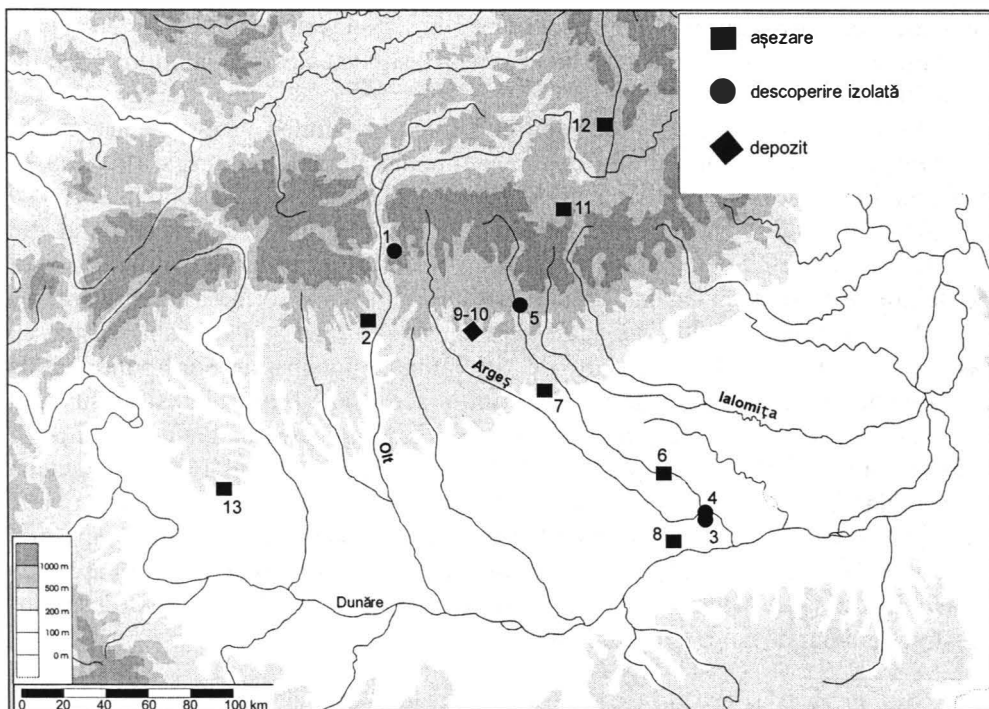 așezare
descoperire izolată
depozit
12
11
1
9-10
5
2
Argeș
7
Ialomița
Olt
6
4
13
8
3
1000 m
500 m
200 m
100 m
0 m
Dunăre
0 20 40 60 80 100 km